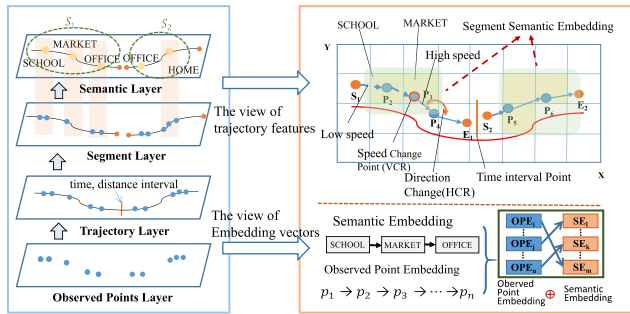 S₁
S₂
MARKET
SCHOOL
OFFICE
OFFICE
HOME
Semantic Layer
Segment Layer
time, distance interval
Trajectory Layer
Observed Points Layer
The view of
trajectory features
The view of
Embedding vectors
SCHOOL
MARKET
Segment Semantic Embedding
High speed
Y
S₁
P₂
P₃
P₄
E₁
S₂
P₅
P₆
E₂
Low speed
Speed Change
Point (VCR)
Direction
Change(HCR)
Time interval Point
X
Semantic Embedding
SCHOOL
MARKET
OFFICE
Observed Point Embedding
p₁ → p₂ → p₃ → ⋯ → pₙ
OPEᵢ
SEₗ
OPEⱼ
SEₖ
OPEₙ
SEₘ
Oberved
Point
Embedding
⊕
Semantic
Embedding